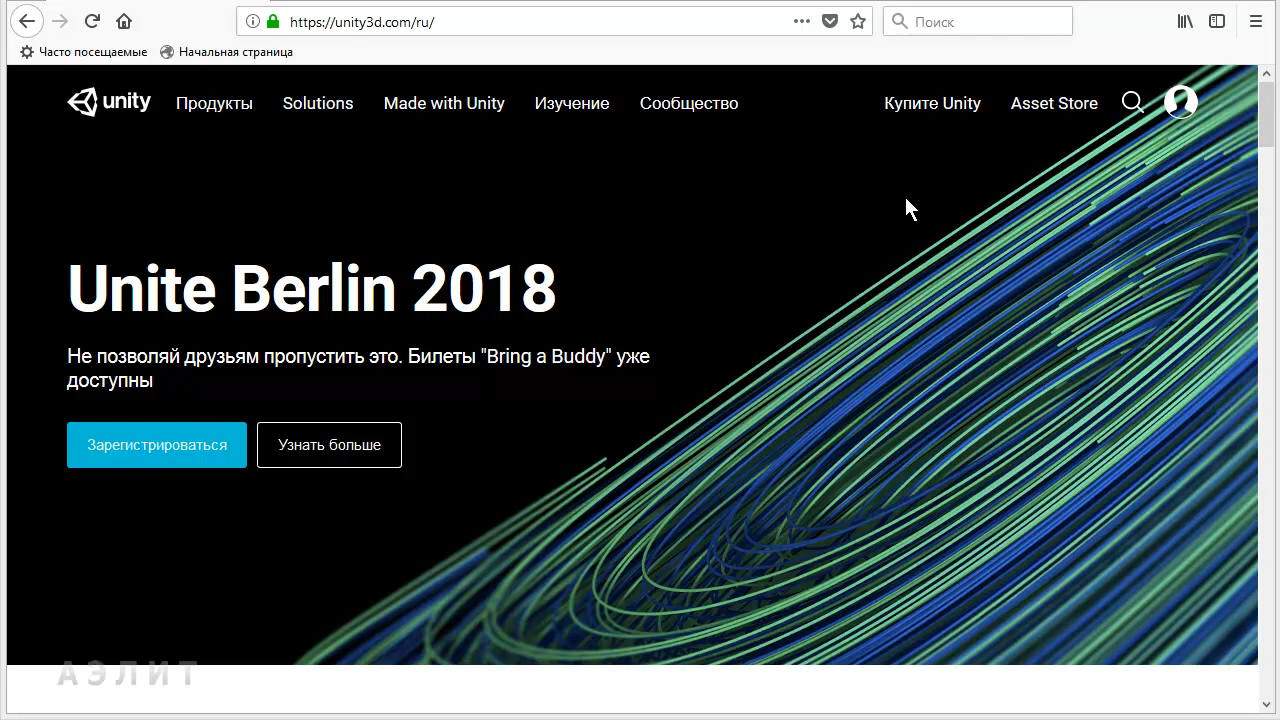 https://unity3d.com/ru/
Поиск
Часто посещаемые Начальная страница
unity Продукты Solutions Made with Unity Изучение Сообщество Купите Unity Asset Store
Unite Berlin 2018
Не позволяй друзьям пропустить это. Билеты "Bring a Buddy" уже
доступны
Зарегистрироваться Узнать больше
АЭЛИТ